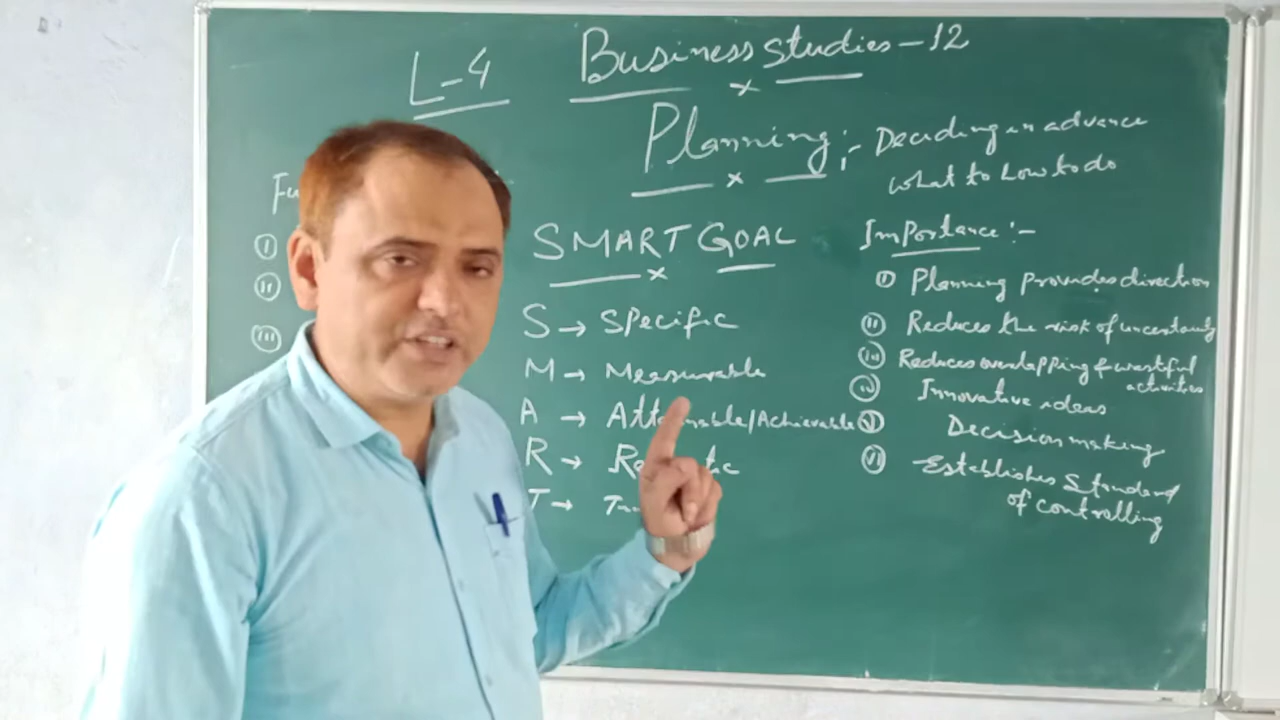 L-4 Business studies-12
Planning:- Deciding in advance
what to how to do
SMART GOAL
S → Specific
M → Measurable
A → /Achievable
R →
T →
Importance :-
(i) Planning provides direction
(ii) Reduces the risk of uncertainty
(iii) Reduces overlapping & wasteful
activities
(iv) Innovative ideas
(v) Decision making
(vi) Establishes Standard
of controlling
(i)
(ii)
(iii)